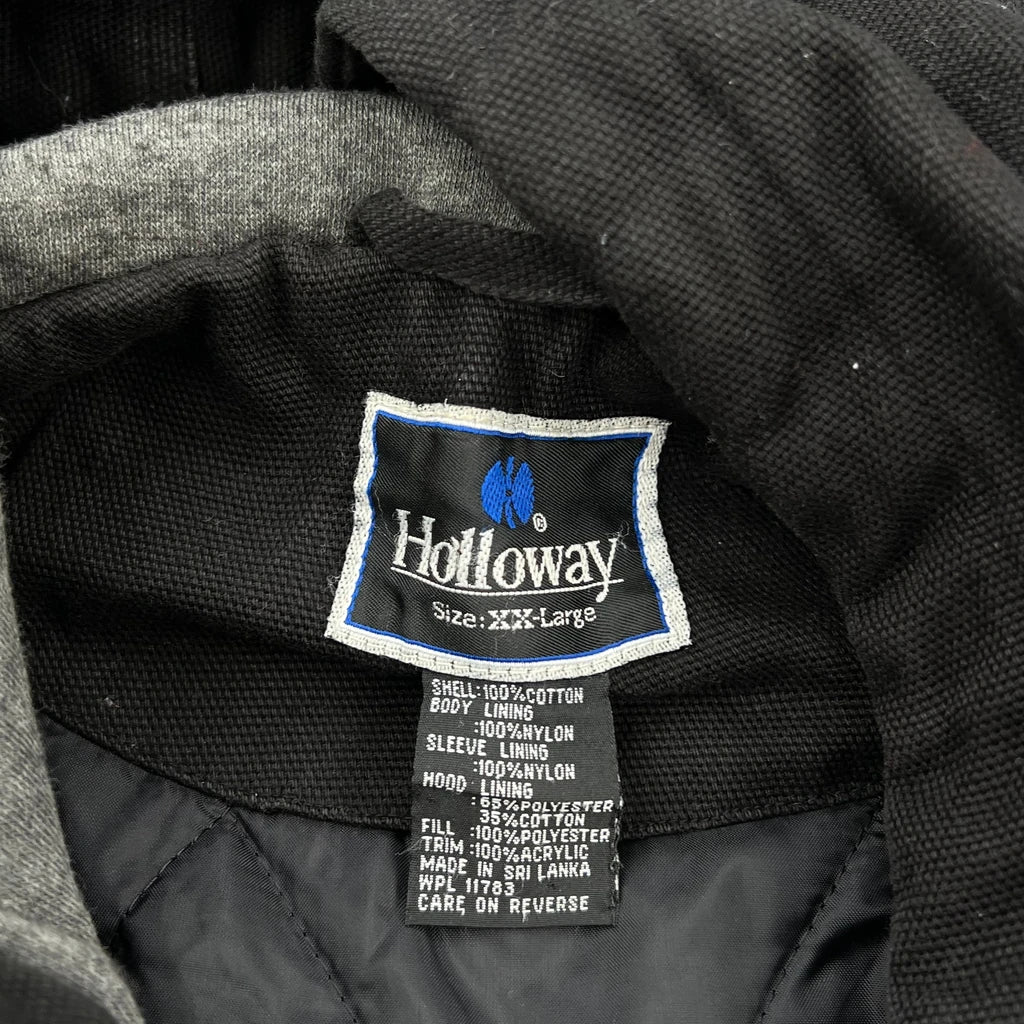 Holloway®
Size: XX-Large
SHELL:100%COTTON
BODY LINING
:100%NYLON
SLEEVE LINING
:100%NYLON
HOOD LINING
:65%POLYESTER
35%COTTON
FILL :100%POLYESTER
TRIM :100%ACRYLIC
MADE IN SRI LANKA
WPL 11783
CARE ON REVERSE